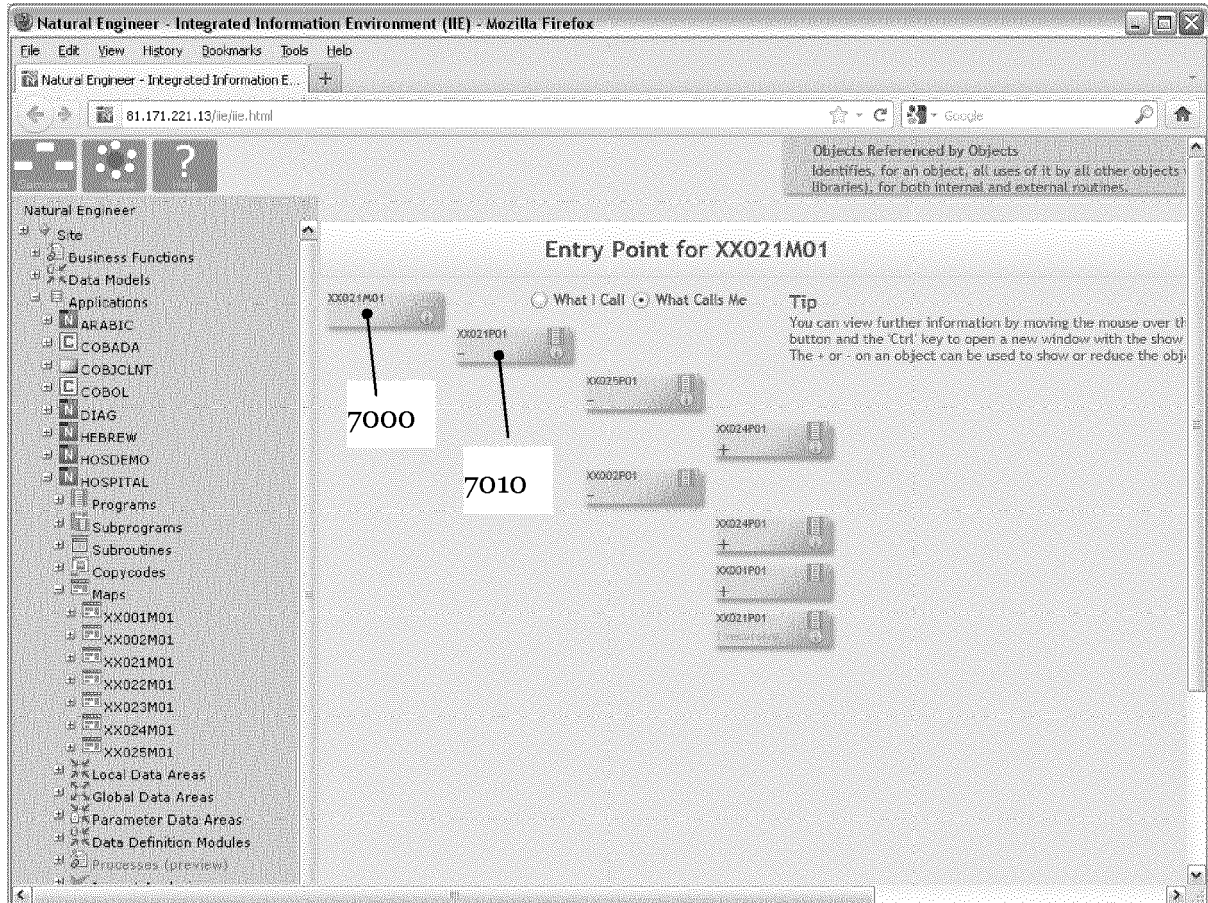 Natural Engineer - Integrated Information Environment (IIE) - Mozilla Firefox
File Edit View History Bookmarks Tools Help
Natural Engineer - Integrated Information E... +
81.171.221.13/iie/iie.html
Google
?
Objects Referenced by Objects
Identifies, for an object, all uses of it by all other objects
libraries), for both internal and external routines.
Natural Engineer
Site
Business Functions
Data Models
Applications
ARABIC
COBADA
COBJCLNT
COBOL
DIAG
HEBREW
HOSDEMO
HOSPITAL
Programs
Subprograms
Subroutines
Copycodes
Maps
XX001M01
XX002M01
XX021M01
XX022M01
XX023M01
XX024M01
XX025M01
Local Data Areas
Global Data Areas
Parameter Data Areas
Data Definition Modules
Processes (preview)
Entry Point for XX021M01
What I Call What Calls Me
Tip
You can view further information by moving the mouse over th
button and the 'Ctrl' key to open a new window with the show
The + or - on an object can be used to show or reduce the obj
XX021M01
XX021P01
-
XX025P01
-
XX024P01
+
XX002P01
-
XX024P01
+
XX001P01
+
XX021P01
7000
7010